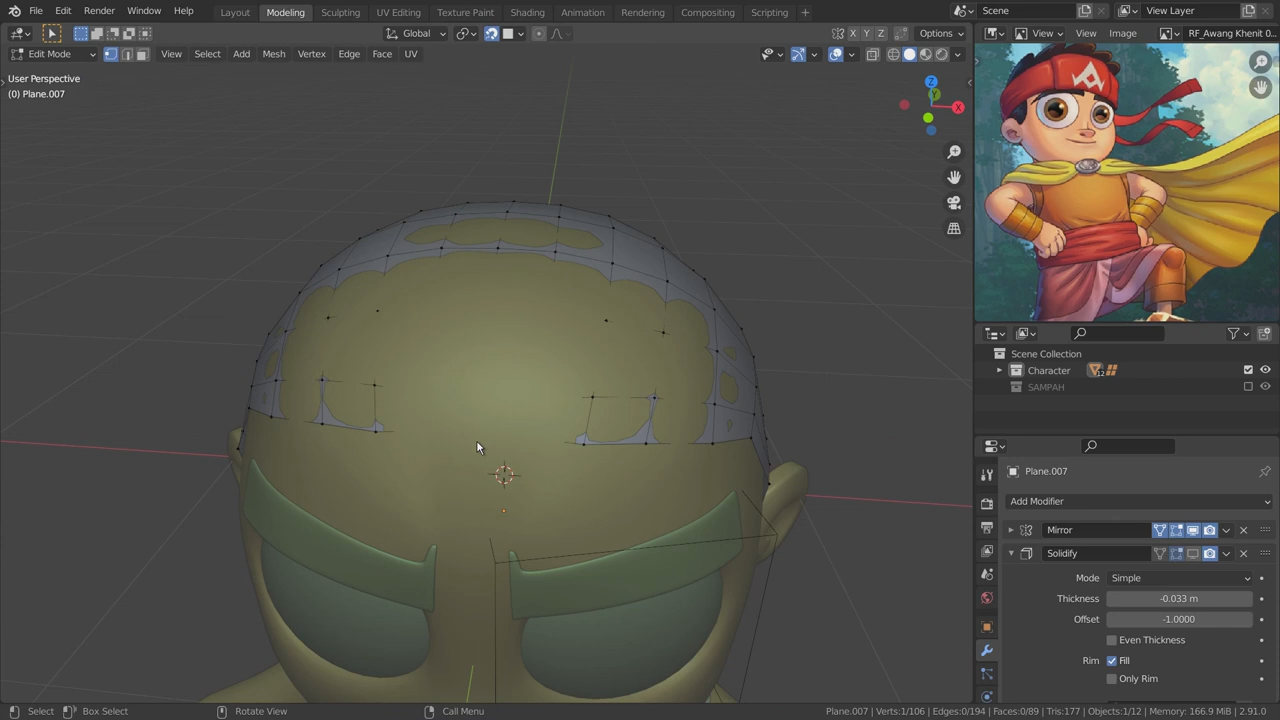 File Edit Render Window Help Layout Modeling Sculpting UV Editing Texture Paint Shading Animation Rendering Compositing Scripting + Scene View Layer
Global X Y Z Options View View Image RF_Awang Khenit 0...
Edit Mode View Select Add Mesh Vertex Edge Face UV
User Perspective
(0) Plane.007
Z
Y
X
Scene Collection
Character 12
SAMPAH
Plane.007
Add Modifier
Mirror
Solidify
Mode Simple
Thickness -0.033 m
Offset -1.0000
Even Thickness
Rim Fill
Only Rim
Select Box Select Rotate View Call Menu Plane.007 | Verts:1/106 | Edges:0/194 | Faces:0/89 | Tris:177 | Objects:1/12 | Memory: 166.9 MiB | 2.91.0